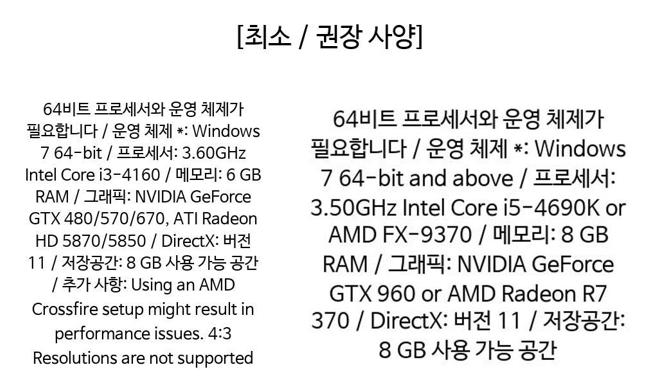 [최소 / 권장 사양]
64비트 프로세서와 운영 체제가
필요합니다 / 운영 체제 *: Windows
7 64-bit / 프로세서: 3.60GHz
Intel Core i3-4160 / 메모리: 6 GB
RAM / 그래픽: NVIDIA GeForce
GTX 480/570/670, ATI Radeon
HD 5870/5850 / DirectX: 버전
11 / 저장공간: 8 GB 사용 가능 공간
/ 추가 사항: Using an AMD
Crossfire setup might result in
performance issues. 4:3
Resolutions are not supported
64비트 프로세서와 운영 체제가
필요합니다 / 운영 체제 *: Windows
7 64-bit and above / 프로세서:
3.50GHz Intel Core i5-4690K or
AMD FX-9370 / 메모리: 8 GB
RAM / 그래픽: NVIDIA GeForce
GTX 960 or AMD Radeon R7
370 / DirectX: 버전 11 / 저장공간:
8 GB 사용 가능 공간